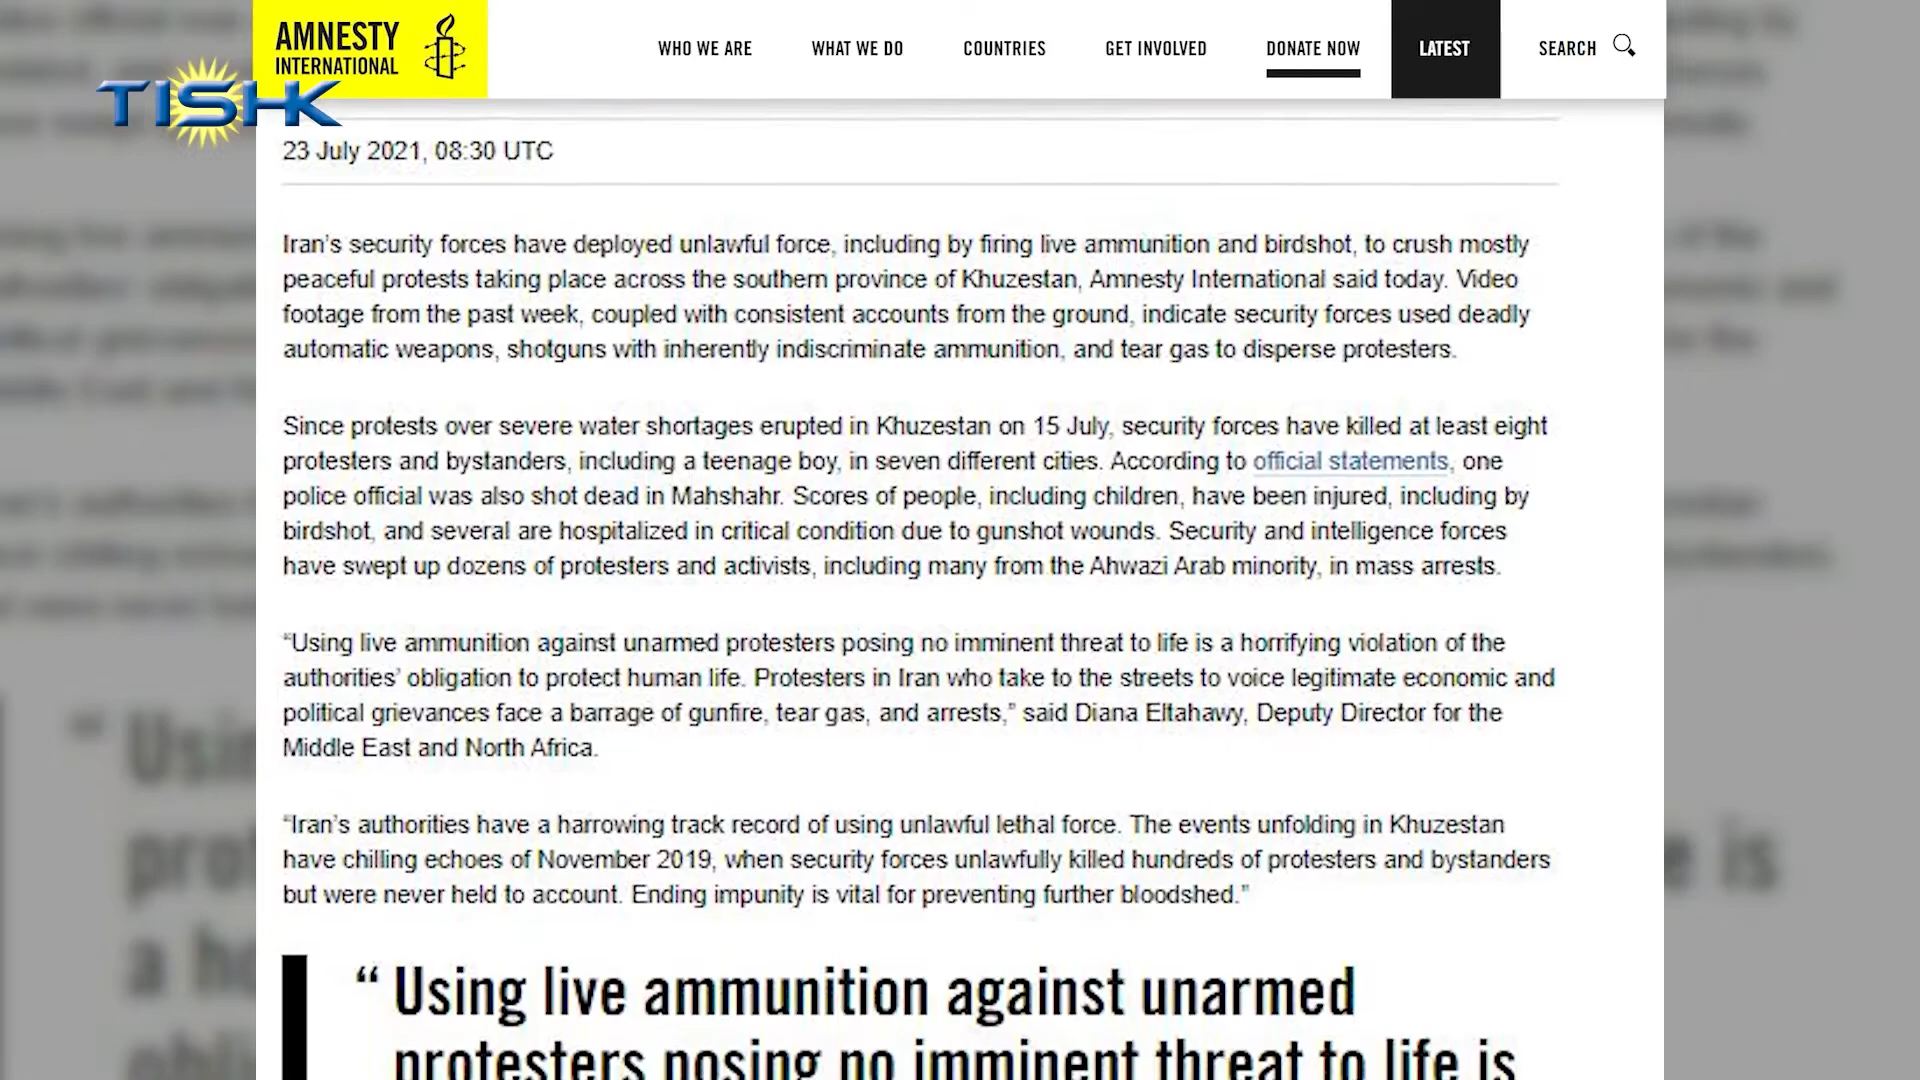 AMNESTY
INTERNATIONAL
WHO WE ARE
WHAT WE DO
COUNTRIES
GET INVOLVED
DONATE NOW
LATEST
SEARCH
TISHK
23 July 2021, 08:30 UTC
Iran’s security forces have deployed unlawful force, including by firing live ammunition and birdshot, to crush mostly
peaceful protests taking place across the southern province of Khuzestan, Amnesty International said today. Video
footage from the past week, coupled with consistent accounts from the ground, indicate security forces used deadly
automatic weapons, shotguns with inherently indiscriminate ammunition, and tear gas to disperse protesters.
Since protests over severe water shortages erupted in Khuzestan on 15 July, security forces have killed at least eight
protesters and bystanders, including a teenage boy, in seven different cities. According to official statements, one
police official was also shot dead in Mahshahr. Scores of people, including children, have been injured, including by
birdshot, and several are hospitalized in critical condition due to gunshot wounds. Security and intelligence forces
have swept up dozens of protesters and activists, including many from the Ahwazi Arab minority, in mass arrests.
“Using live ammunition against unarmed protesters posing no imminent threat to life is a horrifying violation of the
authorities’ obligation to protect human life. Protesters in Iran who take to the streets to voice legitimate economic and
political grievances face a barrage of gunfire, tear gas, and arrests,” said Diana Eltahawy, Deputy Director for the
Middle East and North Africa.
“Iran’s authorities have a harrowing track record of using unlawful lethal force. The events unfolding in Khuzestan
have chilling echoes of November 2019, when security forces unlawfully killed hundreds of protesters and bystanders
but were never held to account. Ending impunity is vital for preventing further bloodshed.”
“ Using live ammunition against unarmed
protesters posing no imminent threat to life is